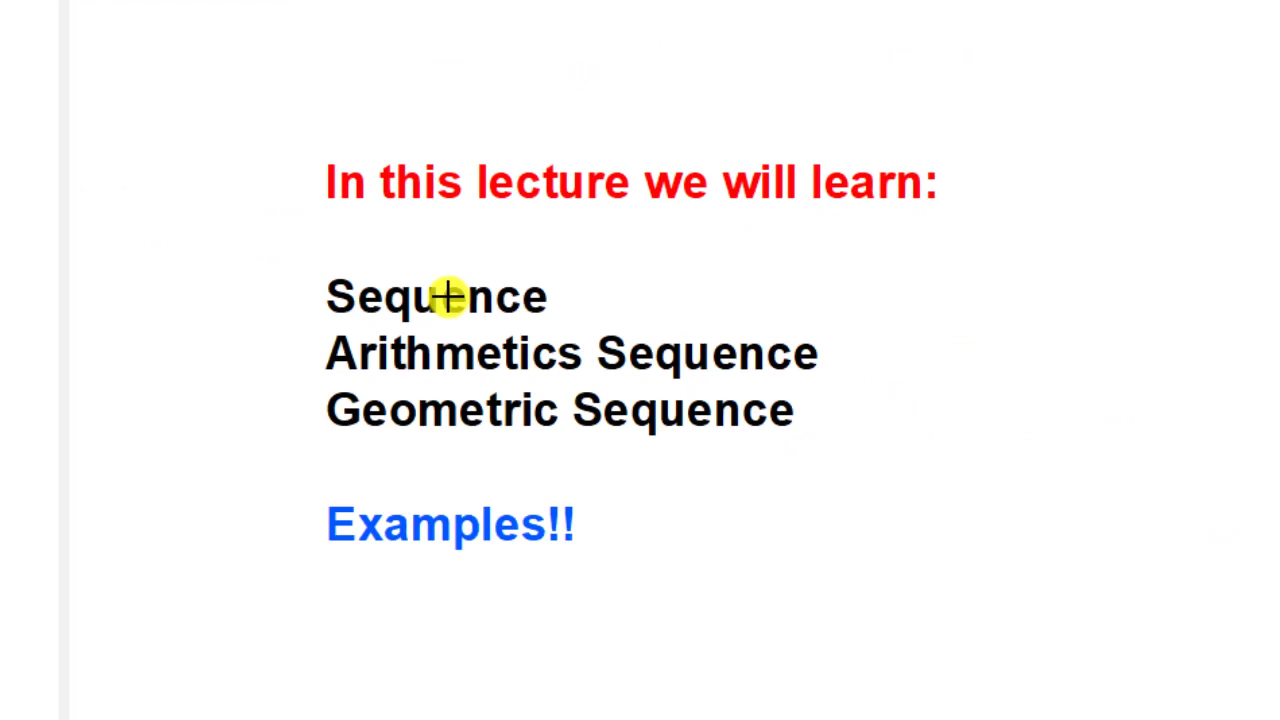 In this lecture we will learn:
Sequence
Arithmetics Sequence
Geometric Sequence
Examples!!